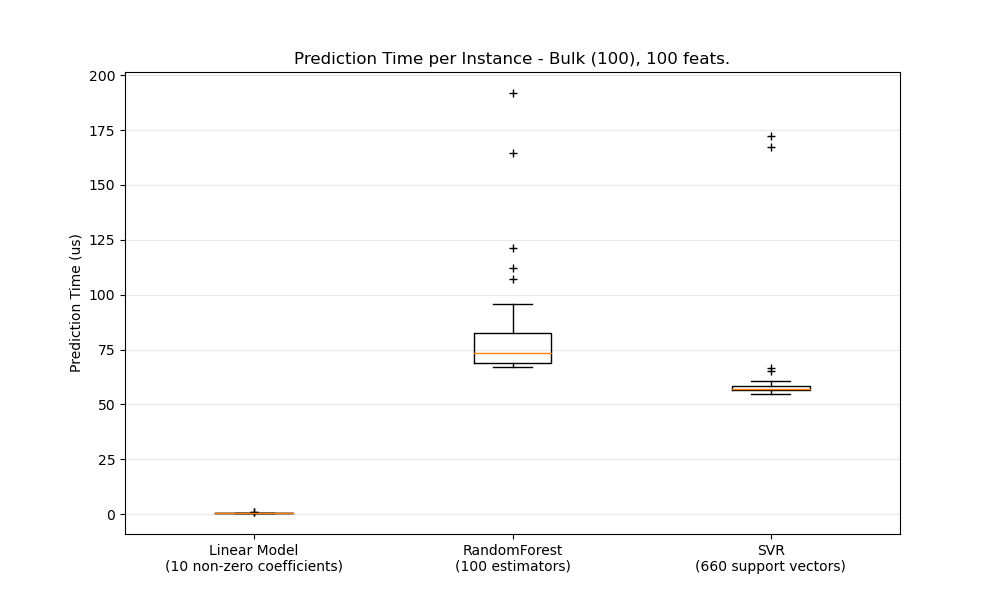 Prediction Time per Instance - Bulk (100), 100 feats.
200
175
150
125
100
75
50
25
0
Prediction Time (us)
Linear Model
(10 non-zero coefficients)
RandomForest
(100 estimators)
SVR
(660 support vectors)